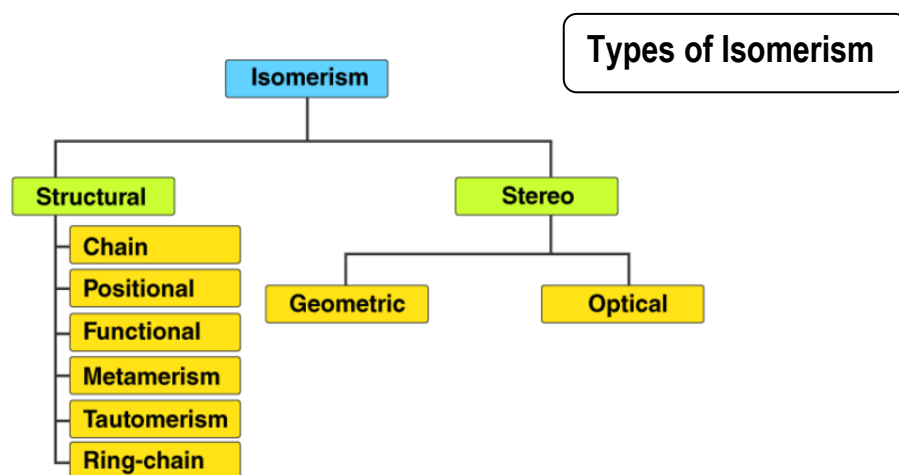 Types of Isomerism
Isomerism
Structural
Stereo
Chain
Positional
Functional
Metamerism
Tautomerism
Ring-chain
Geometric
Optical